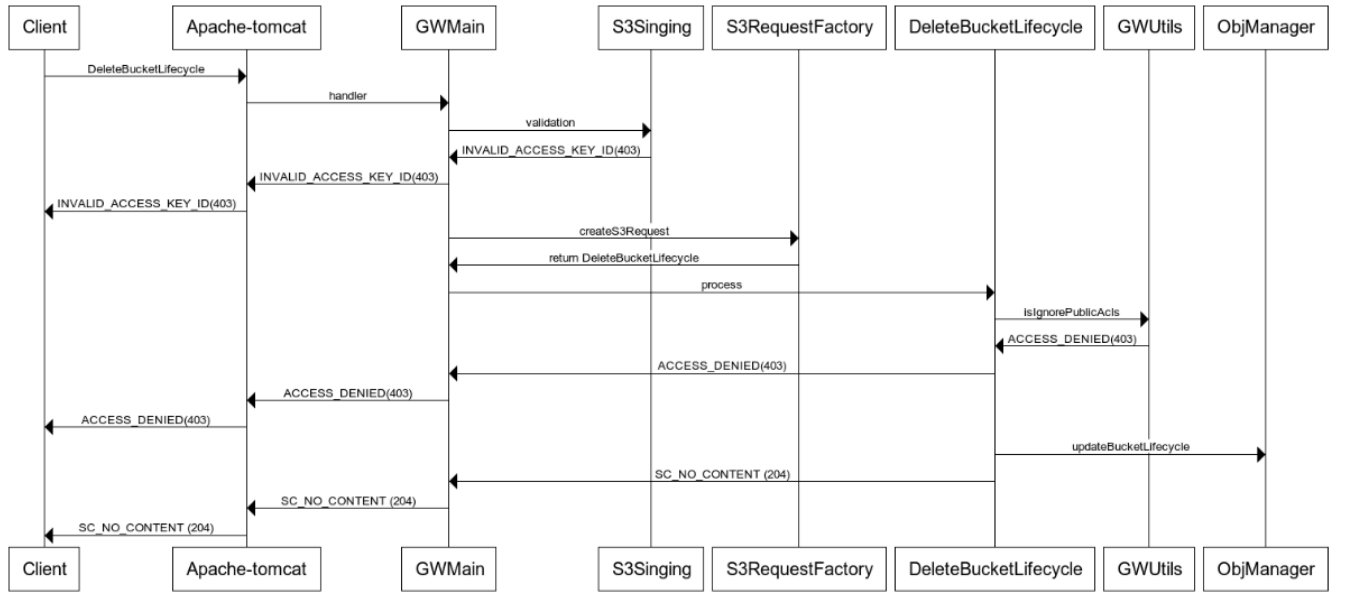 Client Apache-tomcat GWMain S3Singing S3RequestFactory DeleteBucketLifecycle GWUtils ObjManager
DeleteBucketLifecycle
handler
validation
INVALID_ACCESS_KEY_ID(403)
INVALID_ACCESS_KEY_ID(403)
INVALID_ACCESS_KEY_ID(403)
createS3Request
return DeleteBucketLifecycle
process
isIgnorePublicAcls
ACCESS_DENIED(403)
ACCESS_DENIED(403)
ACCESS_DENIED(403)
ACCESS_DENIED(403)
updateBucketLifecycle
SC_NO_CONTENT (204)
SC_NO_CONTENT (204)
SC_NO_CONTENT (204)
Client Apache-tomcat GWMain S3Singing S3RequestFactory DeleteBucketLifecycle GWUtils ObjManager